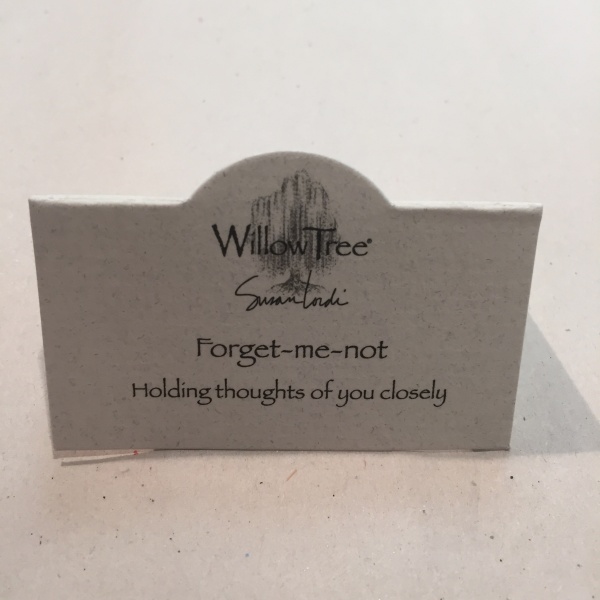 Willow Tree®
Susan Lordi
Forget-me-not
Holding thoughts of you closely